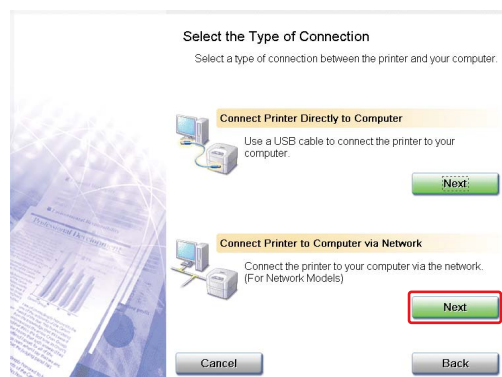 Select the Type of Connection
Select a type of connection between the printer and your computer.
Connect Printer Directly to Computer
Use a USB cable to connect the printer to your
computer.
Next
Connect Printer to Computer via Network
Connect the printer to your computer via the network.
(For Network Models)
Next
Cancel
Back
Professional Development